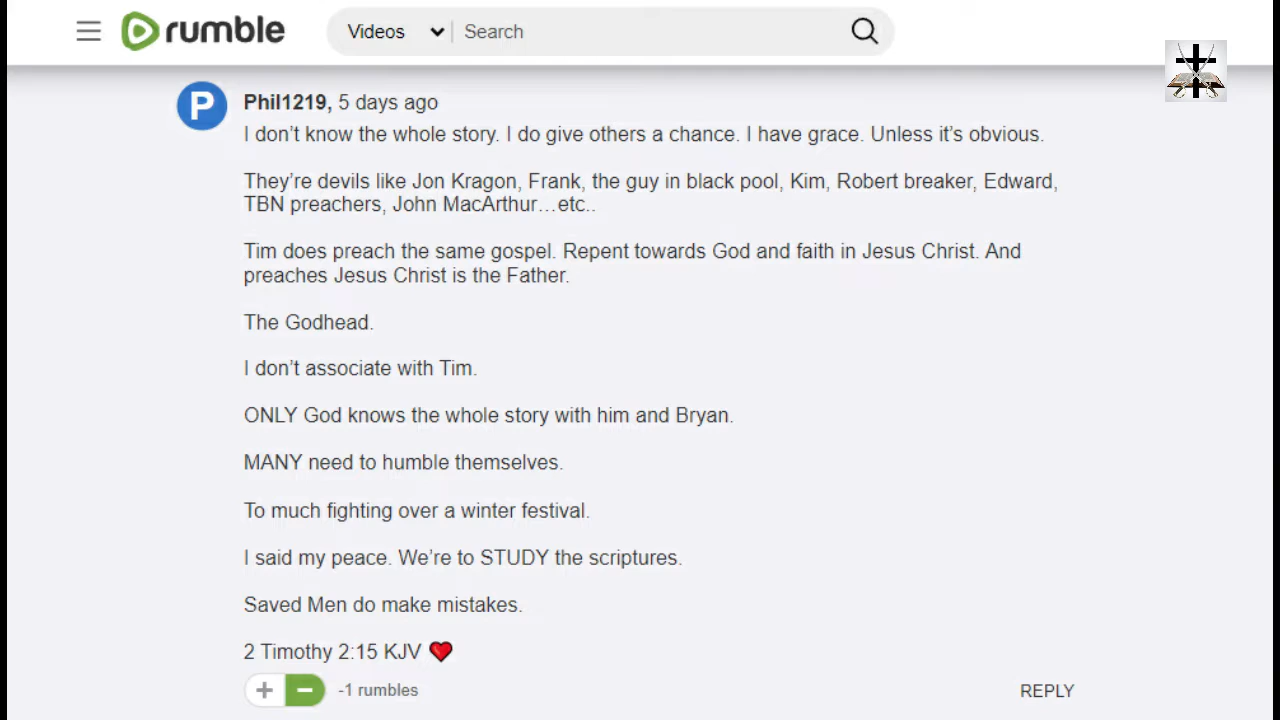 rumble
Videos
Search
P
Phil1219, 5 days ago
I don't know the whole story. I do give others a chance. I have grace. Unless it's obvious.
They're devils like Jon Kragon, Frank, the guy in black pool, Kim, Robert breaker, Edward,
TBN preachers, John MacArthur…etc..
Tim does preach the same gospel. Repent towards God and faith in Jesus Christ. And
preaches Jesus Christ is the Father.
The Godhead.
I don't associate with Tim.
ONLY God knows the whole story with him and Bryan.
MANY need to humble themselves.
To much fighting over a winter festival.
I said my peace. We're to STUDY the scriptures.
Saved Men do make mistakes.
2 Timothy 2:15 KJV ❤️
-1 rumbles
REPLY